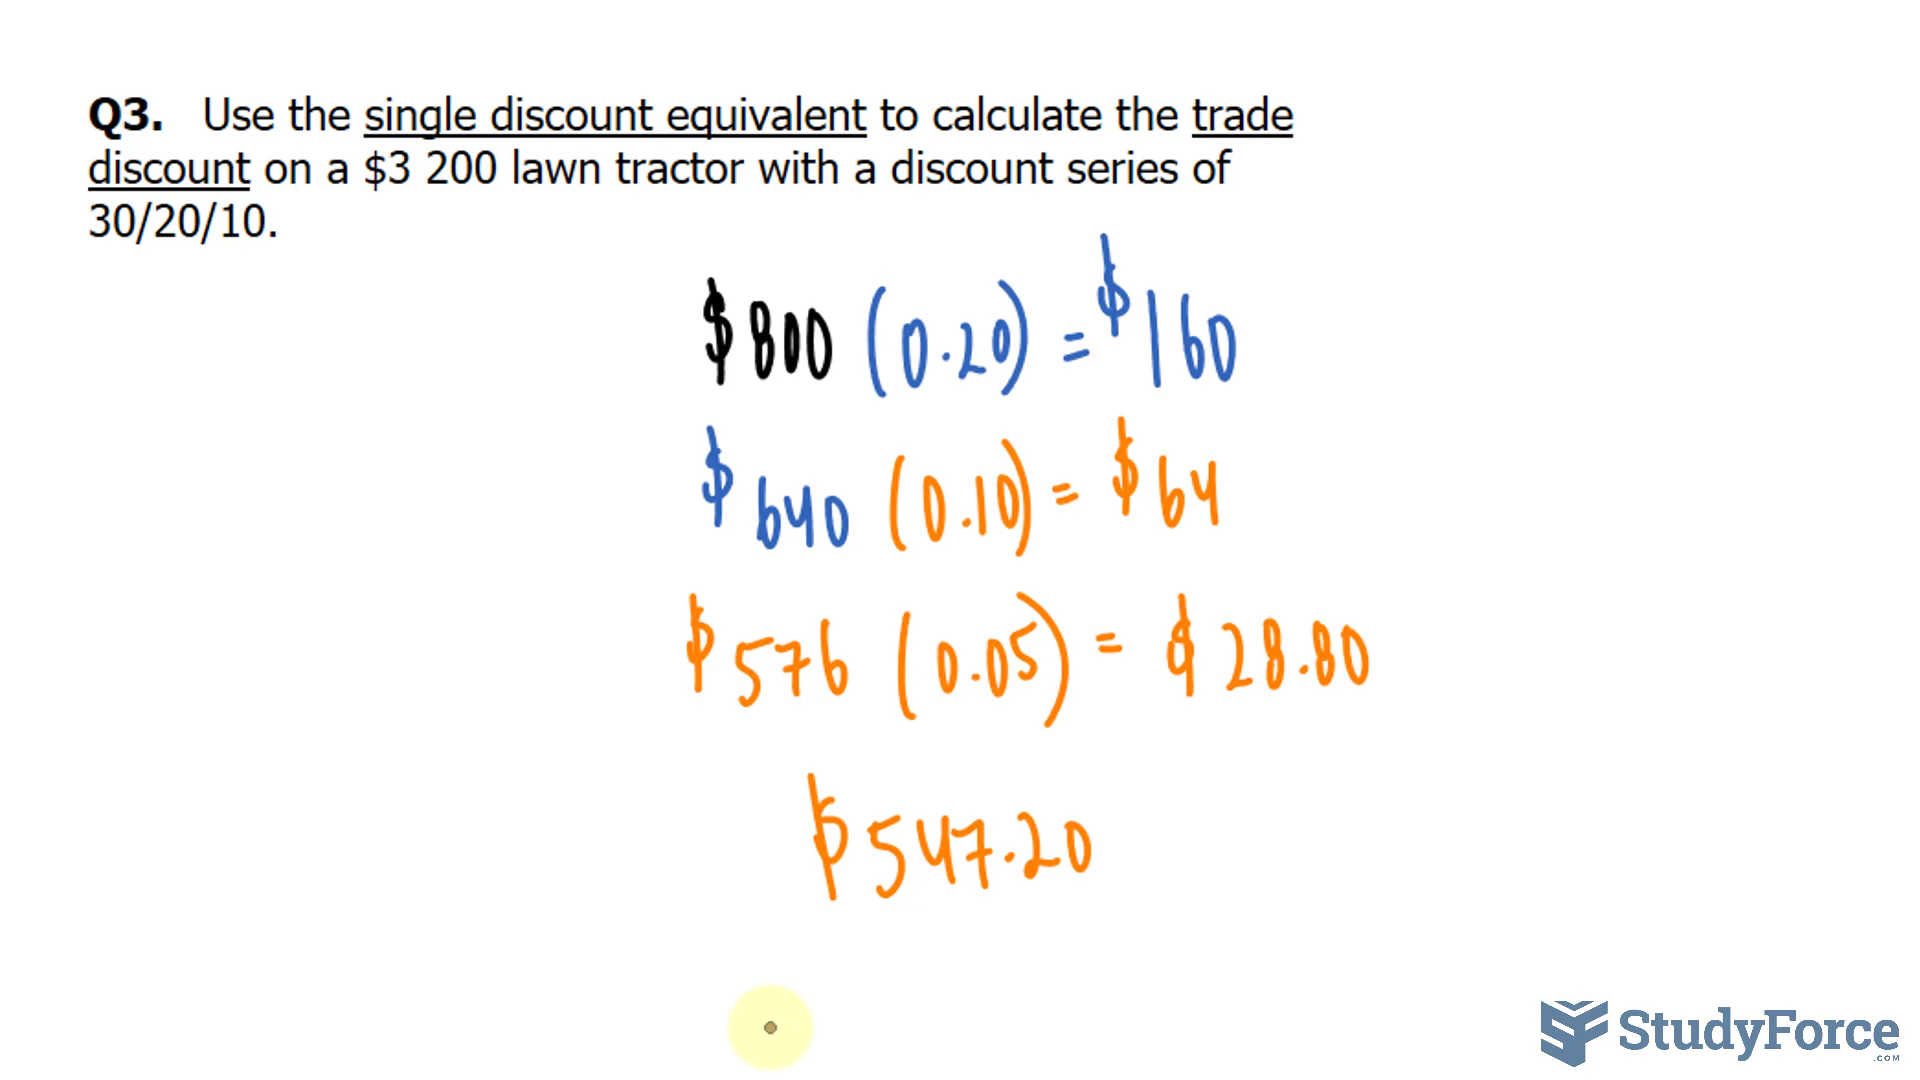 Q3. Use the single discount equivalent to calculate the trade
discount on a $3 200 lawn tractor with a discount series of
30/20/10.
$800 (0.20) = $160
$640 (0.10) = $64
$576 (0.05) = $28.80
$547.20
StudyForce
.COM